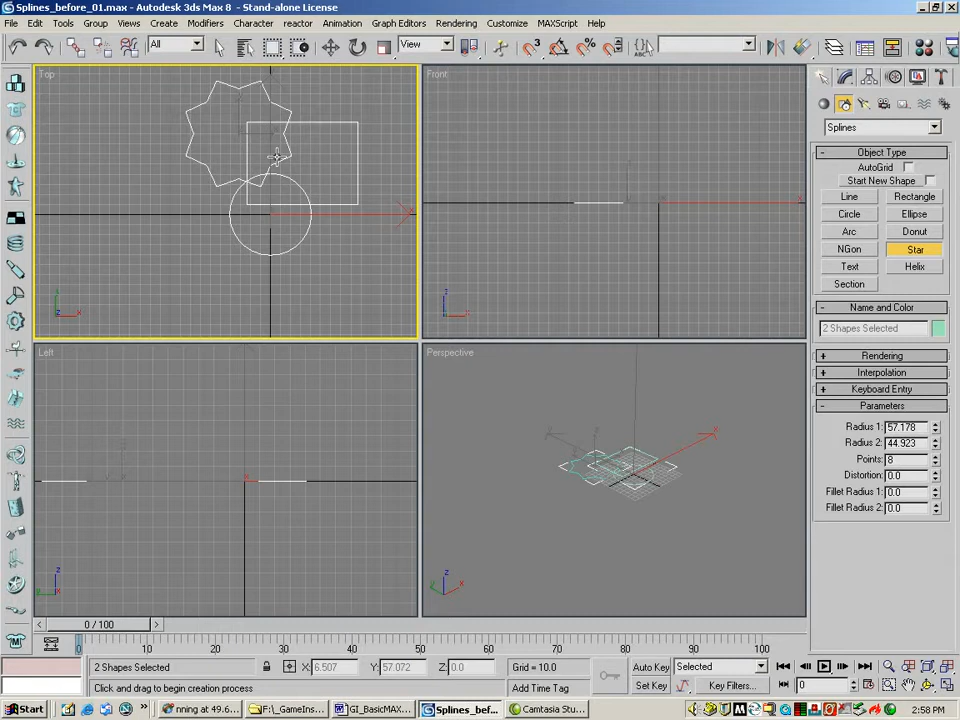 Splines_before_01.max - Autodesk 3ds Max 8 - Stand-alone License
File Edit Tools Group Views Create Modifiers Character reactor Animation Graph Editors Rendering Customize MAXScript Help
All View
Top Front
Splines
Object Type
AutoGrid
Start New Shape
Line Rectangle
Circle Ellipse
Arc Donut
NGon Star
Text Helix
Section
Name and Color
2 Shapes Selected
Left Perspective
+ Rendering
+ Interpolation
+ Keyboard Entry
- Parameters
Radius 1: 57.178
Radius 2: 44.923
Points: 8
Distortion: 0.0
Fillet Radius 1: 0.0
Fillet Radius 2: 0.0
< 0 / 100 >
10 20 30 40 50 60 70 80 90 100
2 Shapes Selected X: 6.507 Y: 57.072 Z: 0.0 Grid = 10.0 Auto Key Selected
Click and drag to begin creation process Add Time Tag Set Key Key Filters... 0
Start nning at 49.6... F:\_GameIns... GI_BasicMAX... Splines_bef... Camtasia Stu... 2:58 PM